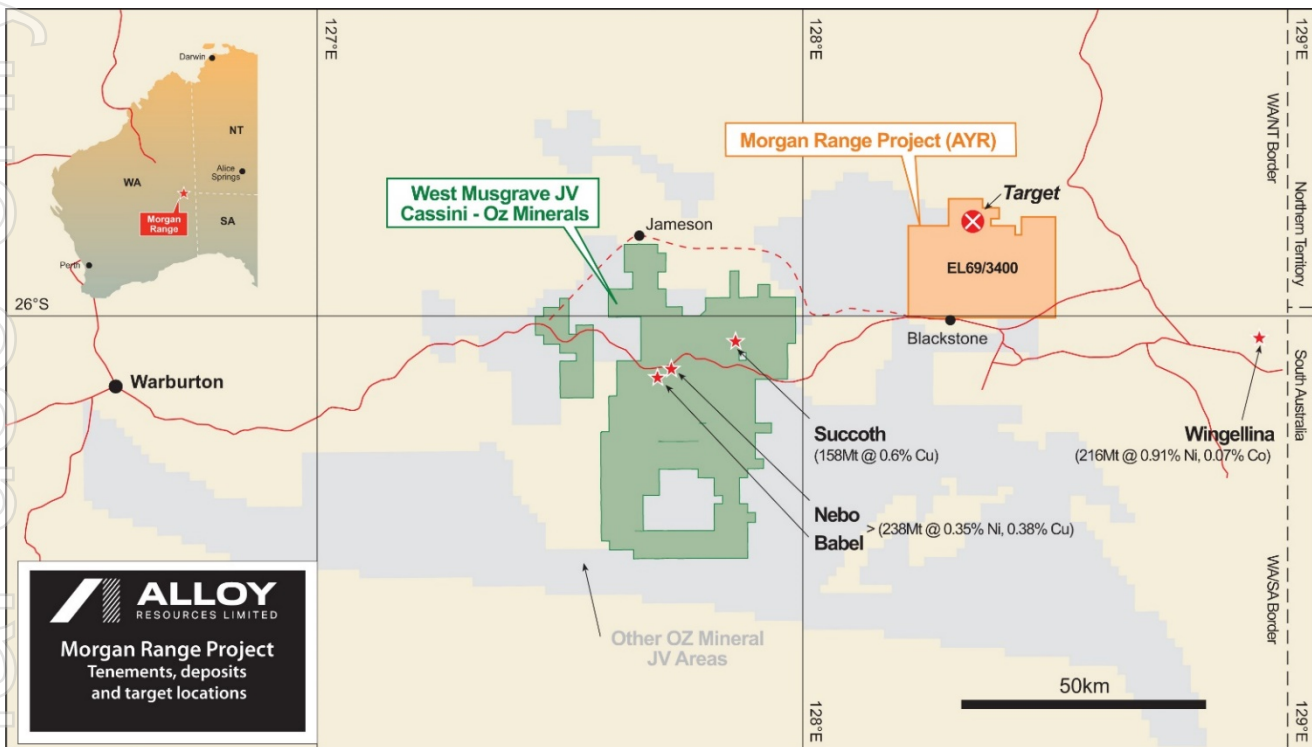 127°E
128°E
129°E
Darwin
NT
WA
Alice
Springs
SA
Morgan
Range
Perth
WA/NT Border
Northern Territory
Morgan Range Project (AYR)
West Musgrave JV
Cassini - Oz Minerals
Target
Jameson
EL69/3400
26°S
Blackstone
Warburton
South Australia
Succoth
(158Mt @ 0.6% Cu)
Wingellina
(216Mt @ 0.91% Ni, 0.07% Co)
Nebo
Babel
> (238Mt @ 0.35% Ni, 0.38% Cu)
WA/SA Border
Other OZ Mineral
JV Areas
ALLOY
RESOURCES LIMITED
Morgan Range Project
Tenements, deposits
and target locations
50km
128°E
129°E